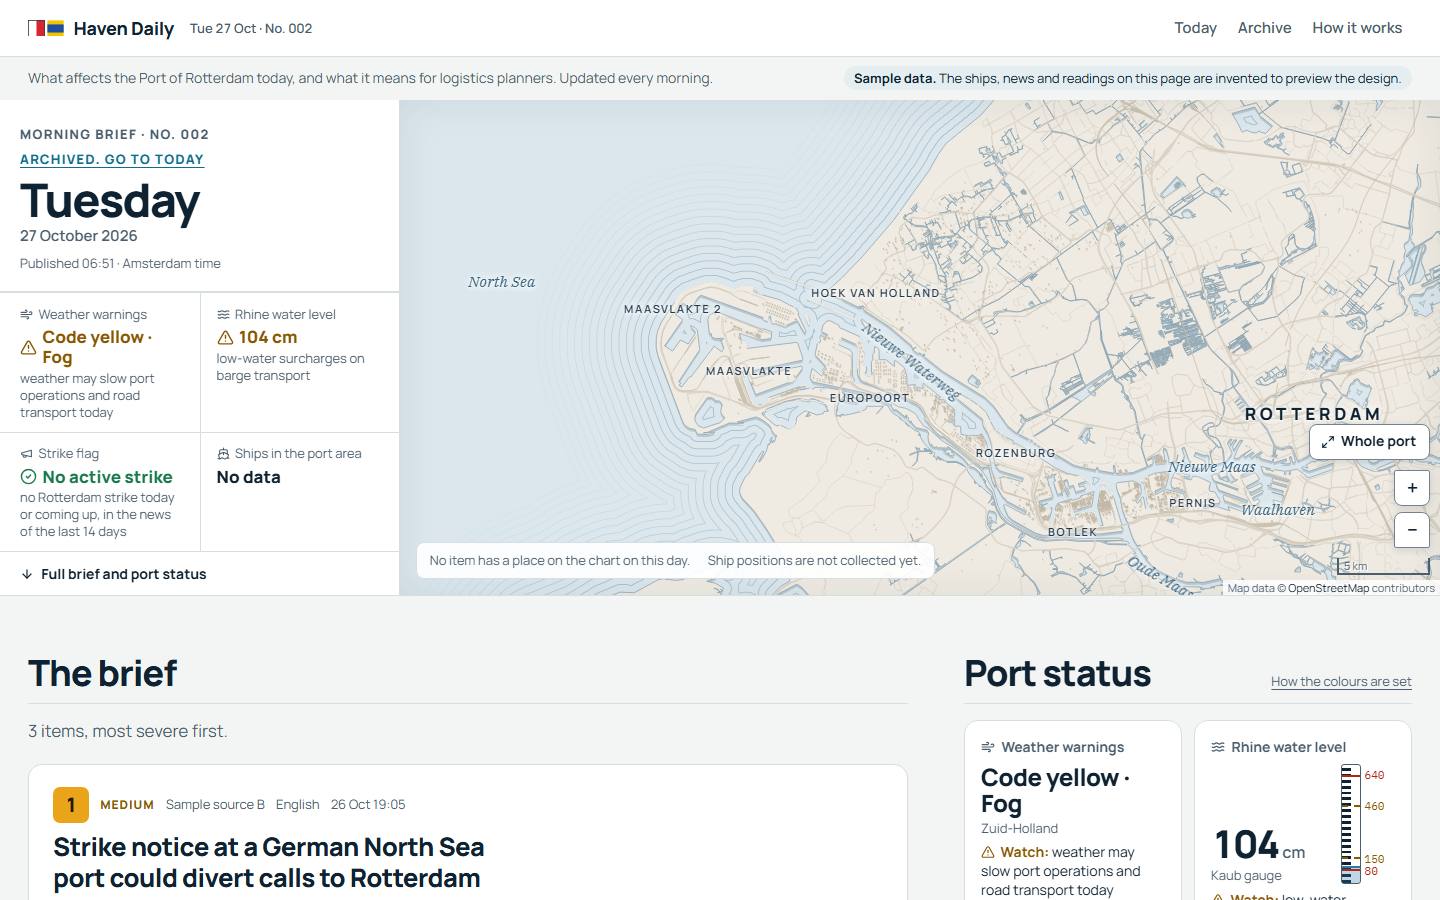 Haven Daily
Tue 27 Oct · No. 002
Today
Archive
How it works
What affects the Port of Rotterdam today, and what it means for logistics planners. Updated every morning.
Sample data. The ships, news and readings on this page are invented to preview the design.
MORNING BRIEF · NO. 002
ARCHIVED. GO TO TODAY
Tuesday
27 October 2026
Published 06:51 · Amsterdam time
Weather warnings
Code yellow ·
Fog
weather may slow port
operations and road
transport today
Rhine water level
104 cm
low-water surcharges on
barge transport
Strike flag
No active strike
no Rotterdam strike today
or coming up, in the news
of the last 14 days
Ships in the port area
No data
Full brief and port status
North Sea
MAASVLAKTE 2
HOEK VAN HOLLAND
Nieuwe Waterweg
MAASVLAKTE
EUROPOORT
ROTTERDAM
Whole port
ROZENBURG
Nieuwe Maas
+
PERNIS
Waalhaven
−
BOTLEK
Oude Maas
No item has a place on the chart on this day.
Ship positions are not collected yet.
5 km
Map data © OpenStreetMap contributors
The brief
3 items, most severe first.
1
MEDIUM
Sample source B
English
26 Oct 19:05
Strike notice at a German North Sea
port could divert calls to Rotterdam
Port status
How the colours are set
Weather warnings
Code yellow ·
Fog
Zuid-Holland
Watch: weather may
slow port operations and
road transport today
Rhine water level
640
460
150
80
104 cm
Kaub gauge
Watch: low-water